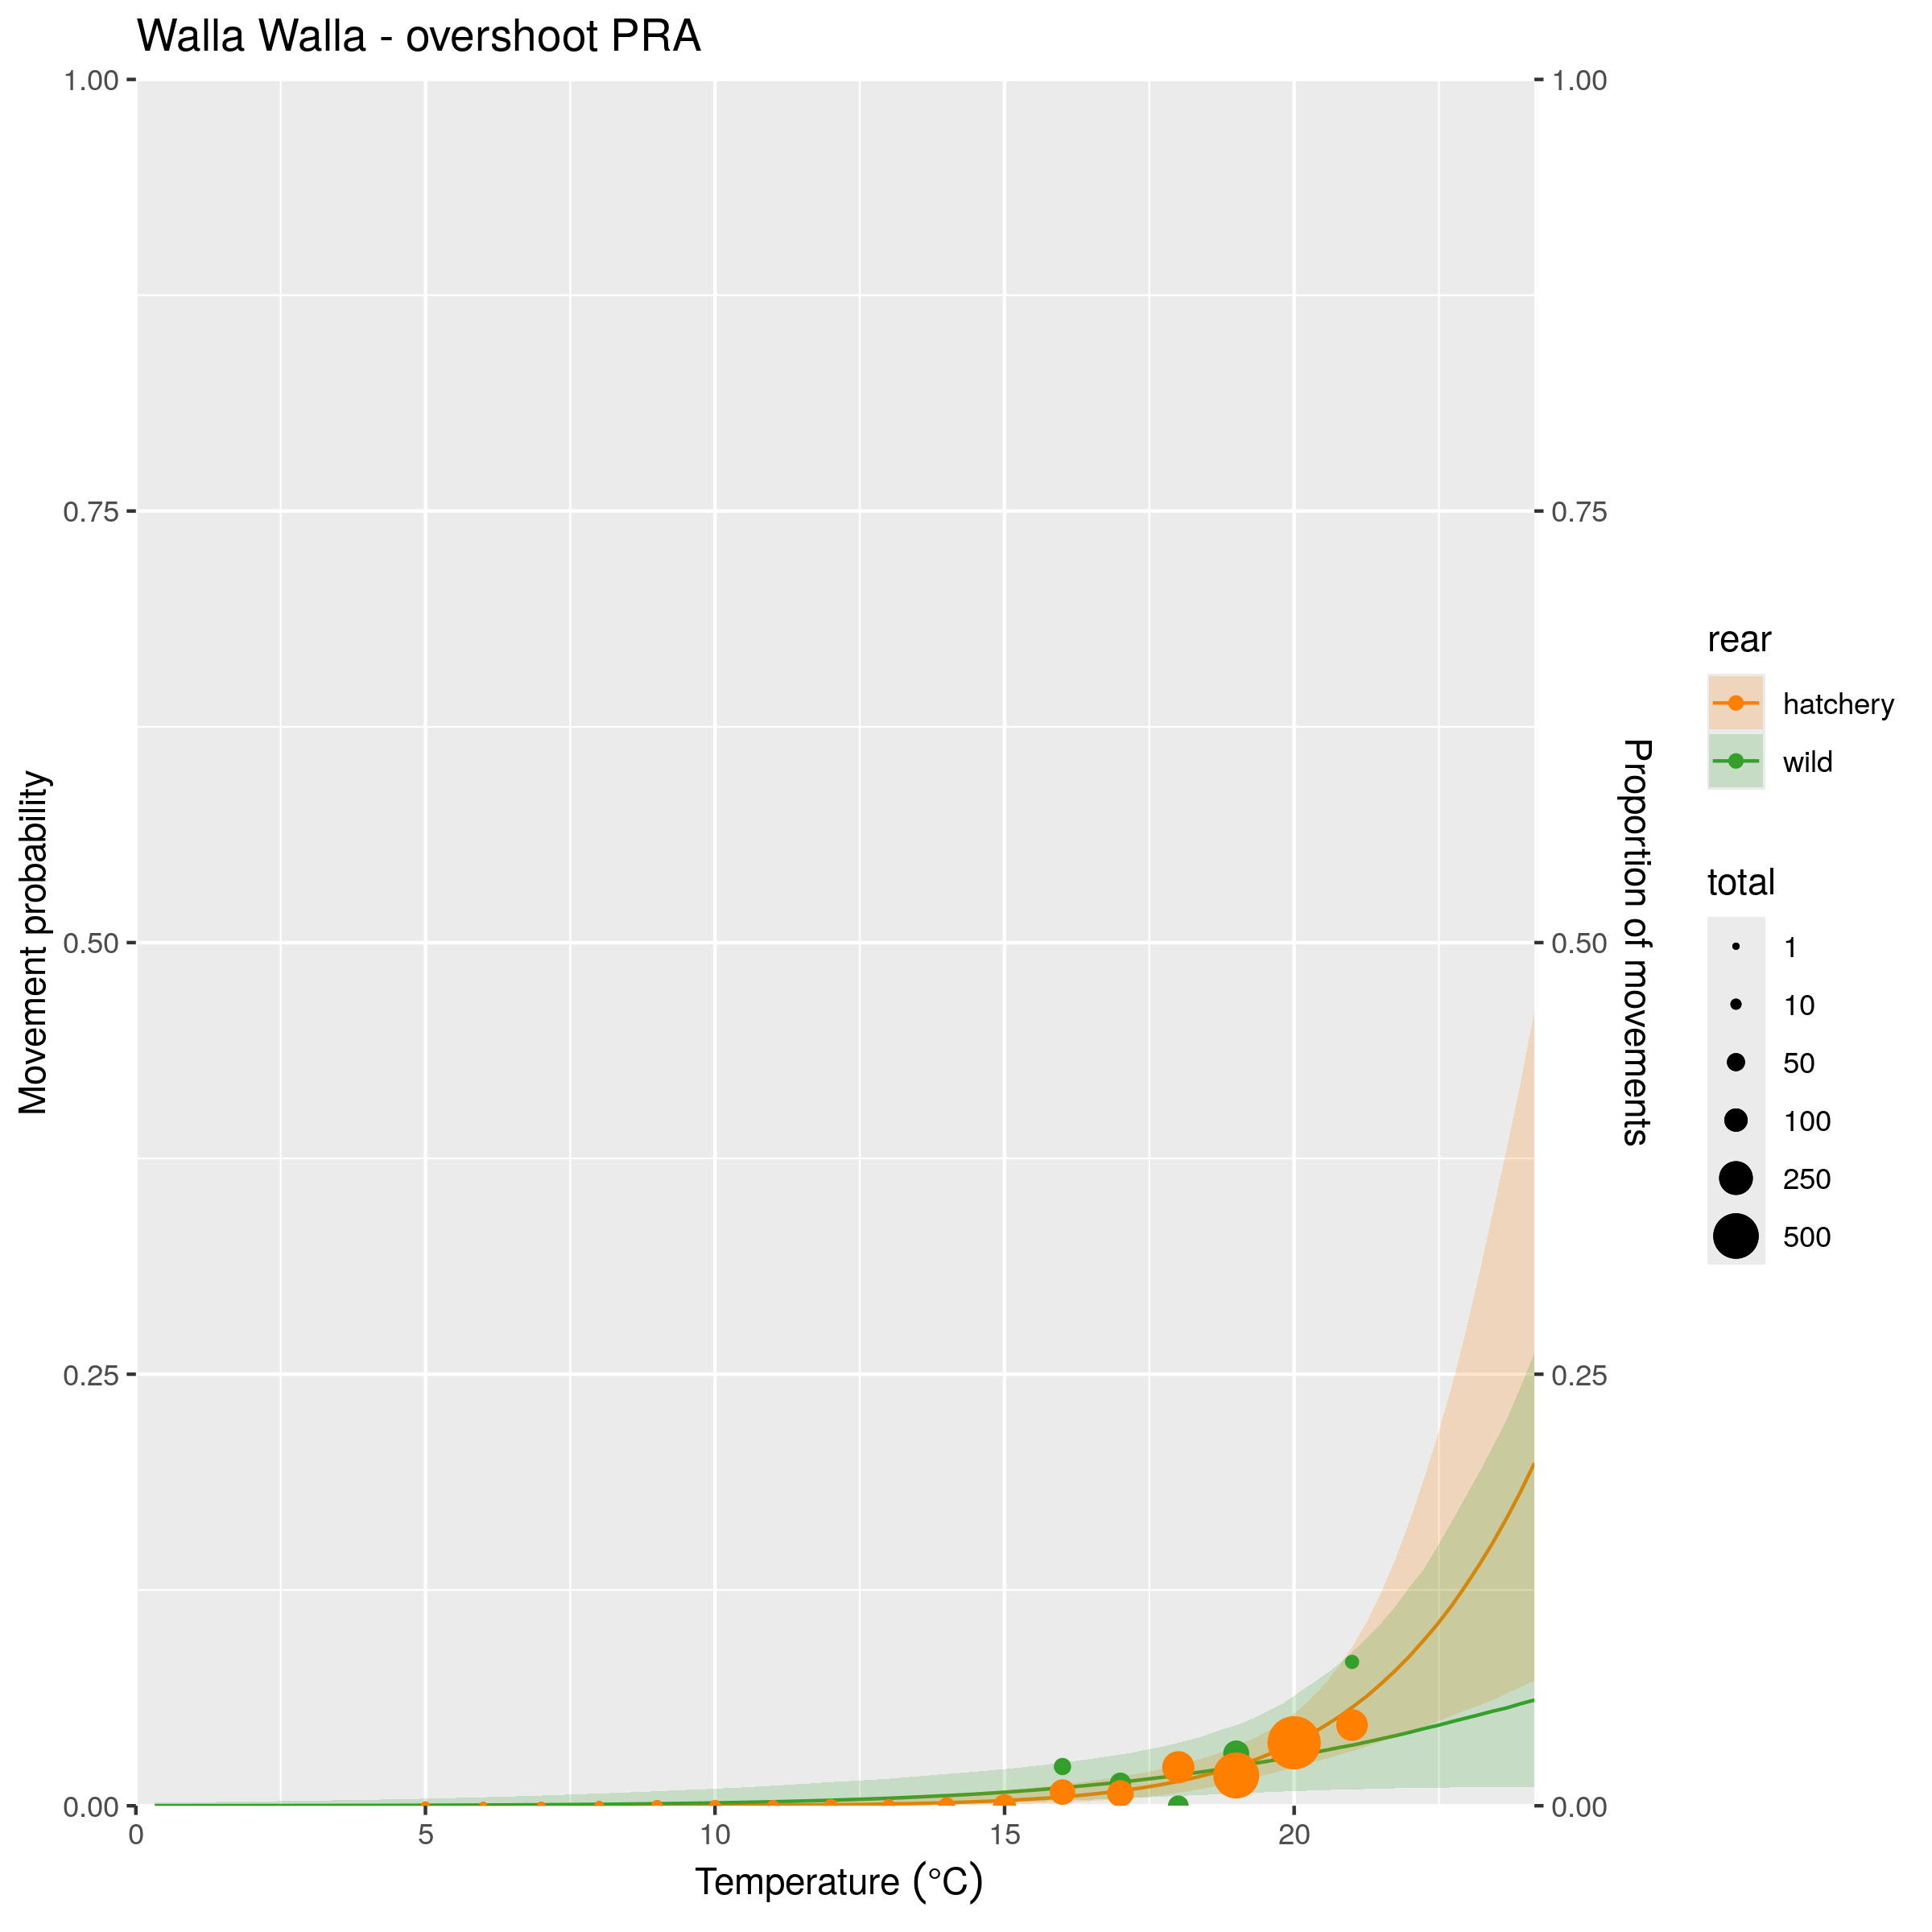 Walla Walla - overshoot PRA
1.00
0.75
0.50
0.25
0.00
Movement probability
0
5
10
15
20
Temperature (°C)
1.00
0.75
0.50
0.25
0.00
Proportion of movements
rear
hatchery
wild
total
1
10
50
100
250
500